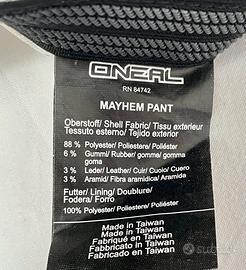 ONEAL
RN 84742
MAYHEM PANT
Oberstoff/ Shell Fabric/ Tissu exterieur
Tessuto esterno/ Tejido exterior
88 % Polyester/ Poliestere/ Poliéster
6 % Gummi/ Rubber/ gomme/ gomma
goma
3 % Leder/ Leather/ Cuir/ Cuoio/ Cuero
3 % Aramid/ Fibra aramidica/ Aramida
Futter/ Lining/ Doublure/
Fodera/ Forro
100% Polyester/ Poliestere/ Poliéster
Made in Taiwan
Made in Taiwan
Fabriqué en Taiwan
Fabbricato in Taiwan
Hecho en Taiwan
subito